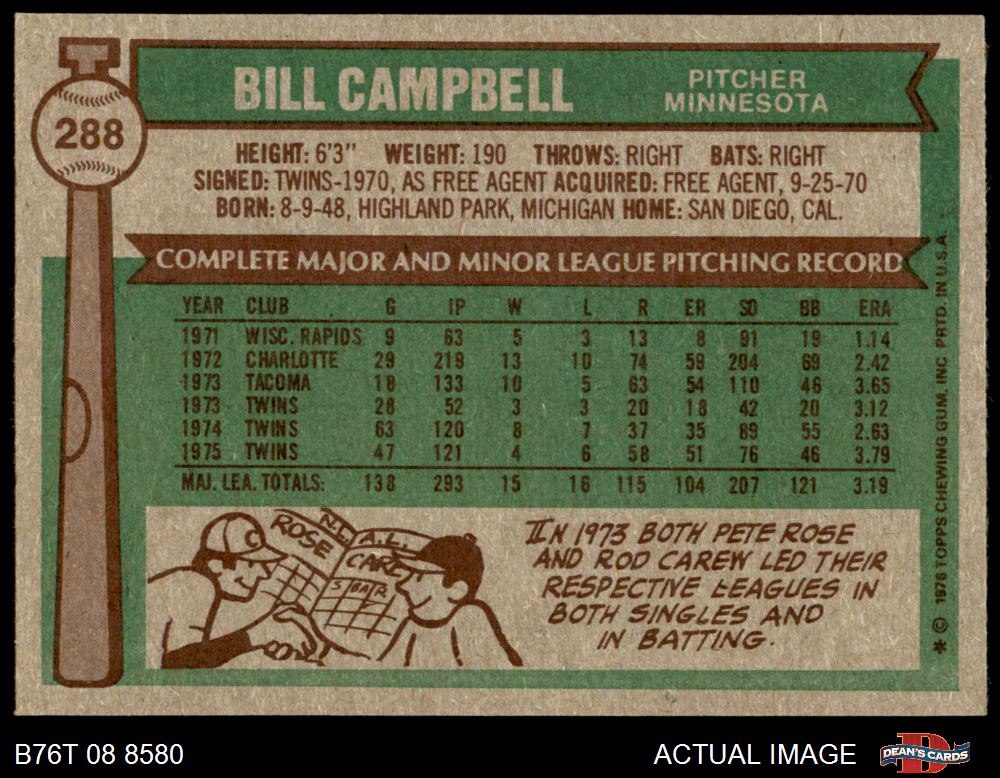 BILL CAMPBELL
PITCHER
MINNESOTA
288
HEIGHT: 6'3" WEIGHT: 190 THROWS: RIGHT BATS: RIGHT
SIGNED: TWINS-1970, AS FREE AGENT ACQUIRED: FREE AGENT, 9-25-70
BORN: 8-9-48, HIGHLAND PARK, MICHIGAN HOME: SAN DIEGO, CAL.
COMPLETE MAJOR AND MINOR LEAGUE PITCHING RECORD
YEAR CLUB G IP W L R ER SO BB ERA
1971 WISC. RAPIDS 9 63 5 3 13 8 91 19 1.14
1972 CHARLOTTE 29 219 13 10 74 59 204 69 2.42
1973 TACOMA 18 133 10 5 63 54 110 46 3.65
1973 TWINS 28 52 3 3 20 18 42 20 3.12
1974 TWINS 63 120 8 7 37 35 89 55 2.63
1975 TWINS 47 121 4 6 58 51 76 46 3.79
MAJ. LEA. TOTALS: 138 293 15 16 115 104 207 121 3.19
C
ROSE
N.L.
A.L.
CARE
S BA R
IN 1973 BOTH PETE ROSE
AND ROD CAREW LED THEIR
RESPECTIVE LEAGUES IN
BOTH SINGLES AND
IN BATTING.
* © 1976 TOPPS CHEWING GUM, INC. PRTD. IN U.S.A.
B76T 08 8580
ACTUAL IMAGE
D
DEAN'S CARDS